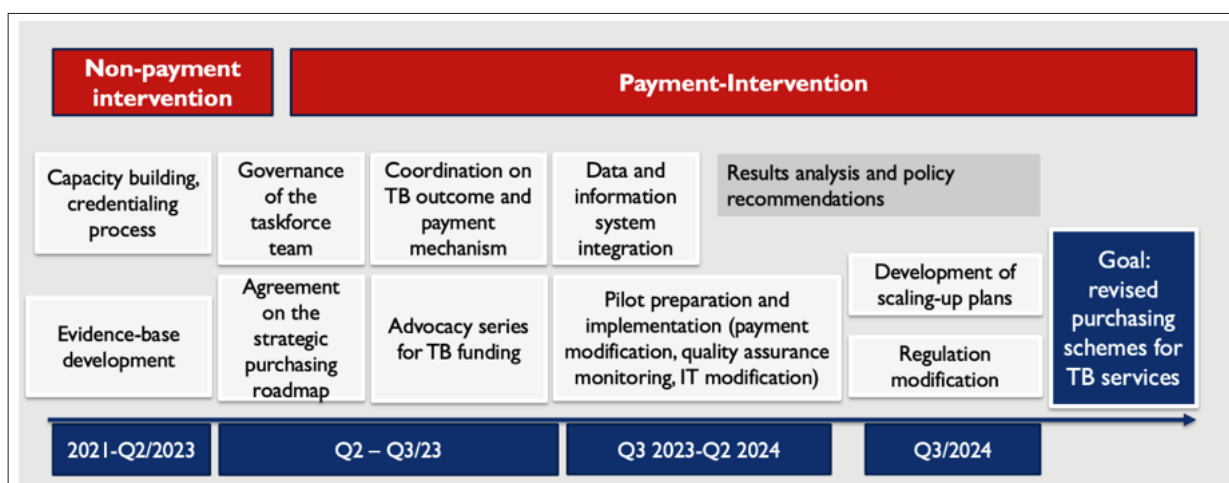 Non-payment
intervention
Payment-Intervention
Capacity building,
credentialing
process
Governance
of the
taskforce
team
Coordination on
TB outcome and
payment
mechanism
Data and
information
system
integration
Results analysis and policy
recommendations
Evidence-base
development
Agreement
on the
strategic
purchasing
roadmap
Advocacy series
for TB funding
Pilot preparation and
implementation (payment
modification, quality assurance
monitoring, IT modification)
Development of
scaling-up plans
Regulation
modification
Goal:
revised
purchasing
schemes for
TB services
2021-Q2/2023
Q2 – Q3/23
Q3 2023-Q2 2024
Q3/2024